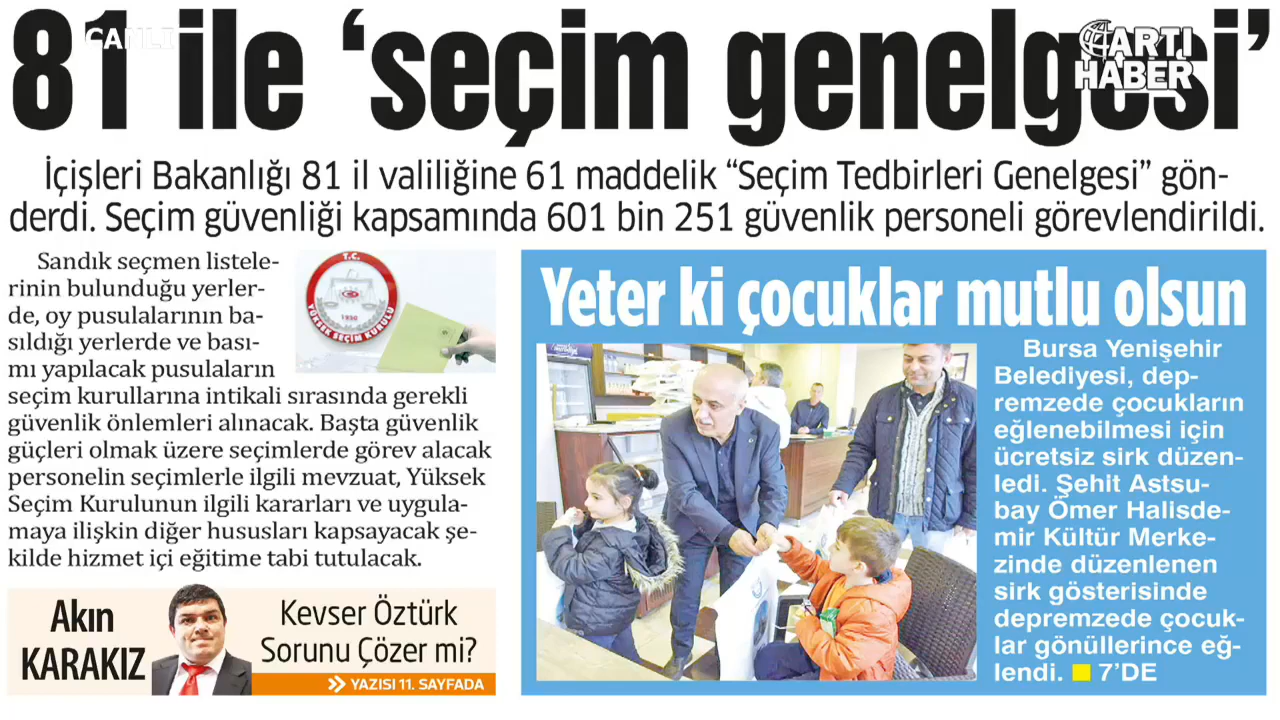 CANLI
ARTI
HABER
81 ile ‘seçim genelgesi’
İçişleri Bakanlığı 81 il valiliğine 61 maddelik “Seçim Tedbirleri Genelgesi” gön-
derdi. Seçim güvenliği kapsamında 601 bin 251 güvenlik personeli görevlendirildi.
Sandık seçmen listele-
rinin bulunduğu yerler-
de, oy pusulalarının ba-
sıldığı yerlerde ve bası-
mı yapılacak pusulaların
seçim kurullarına intikali sırasında gerekli
güvenlik önlemleri alınacak. Başta güvenlik
güçleri olmak üzere seçimlerde görev alacak
personelin seçimlerle ilgili mevzuat, Yüksek
Seçim Kurulunun ilgili kararları ve uygula-
maya ilişkin diğer hususları kapsayacak şe-
kilde hizmet içi eğitime tabi tutulacak.
T.C.
YÜKSEK SEÇİM KURULU
1950
Akın
KARAKIZ
Kevser Öztürk
Sorunu Çözer mi?
YAZISI 11. SAYFADA
Yeter ki çocuklar mutlu olsun
Bursa Yenişehir
Belediyesi, dep-
remzede çocukların
eğlenebilmesi için
ücretsiz sirk düzen-
ledi. Şehit Astsu-
bay Ömer Halisde-
mir Kültür Merke-
zinde düzenlenen
sirk gösterisinde
depremzede çocuk-
lar gönüllerince eğ-
lendi. 7’DE